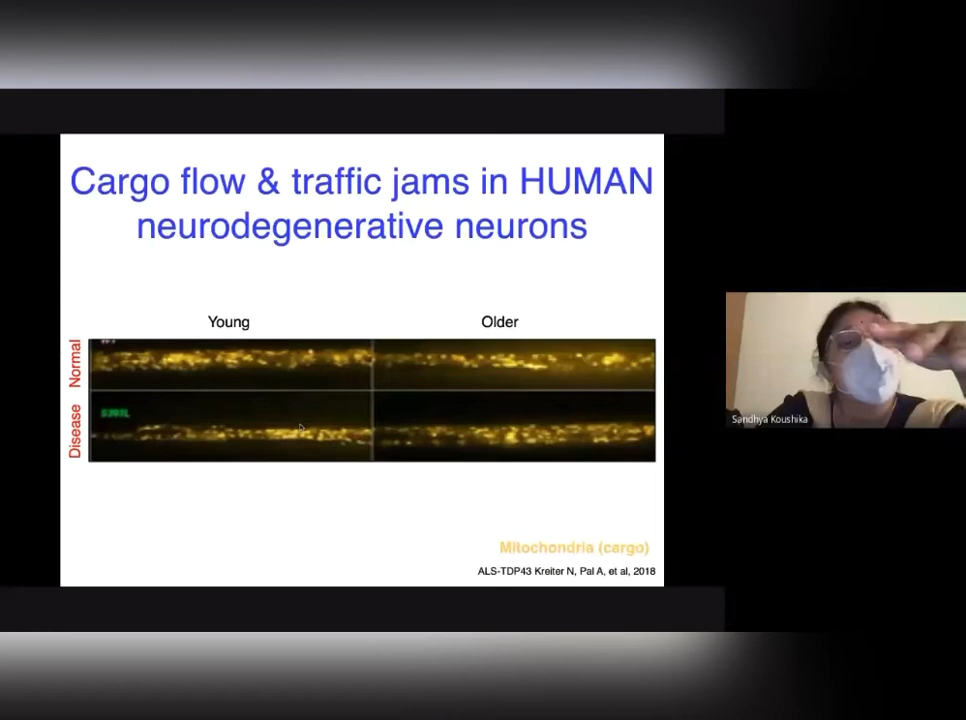 Cargo flow & traffic jams in HUMAN
neurodegenerative neurons
Young
Older
Normal
Disease
Mitochondria (cargo)
ALS-TDP43 Kreiter N, Pal A, et al, 2018
Sandhya Koushika